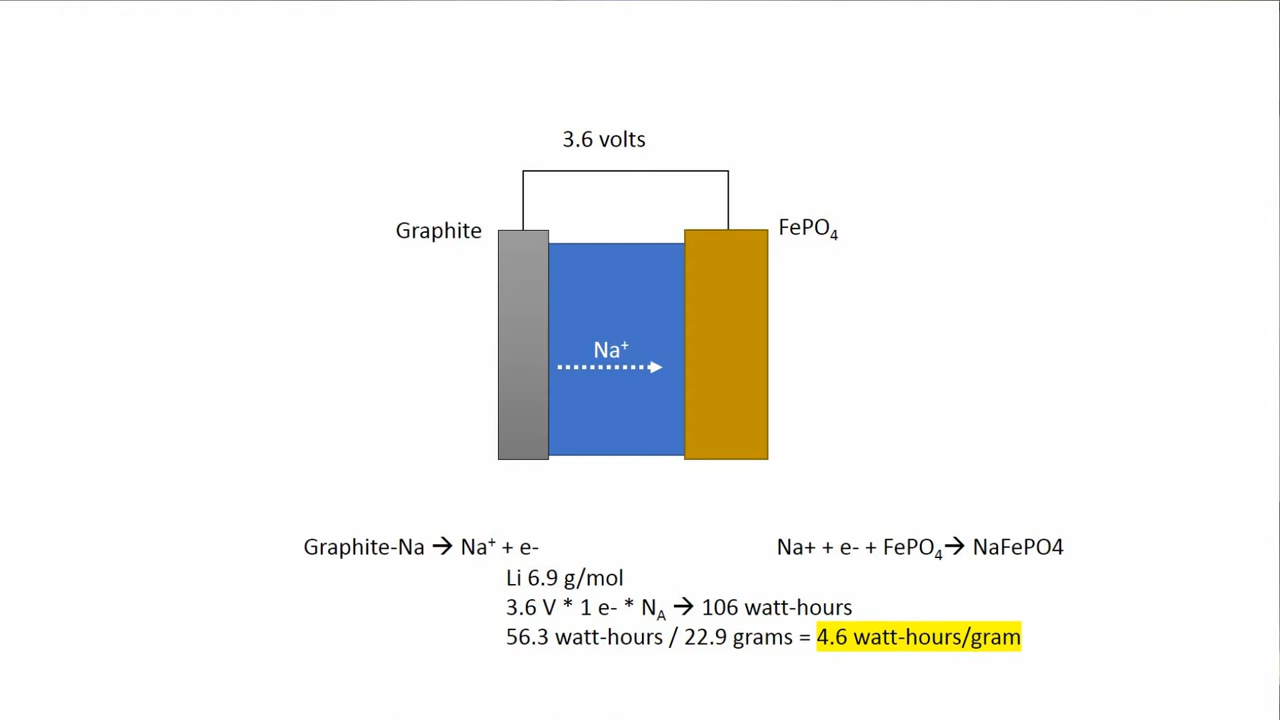 3.6 volts
Graphite
FePO₄
Na⁺
Graphite-Na → Na⁺ + e-
Na+ + e- + FePO₄→ NaFePO4
Li 6.9 g/mol
3.6 V * 1 e- * N_A → 106 watt-hours
56.3 watt-hours / 22.9 grams = 4.6 watt-hours/gram